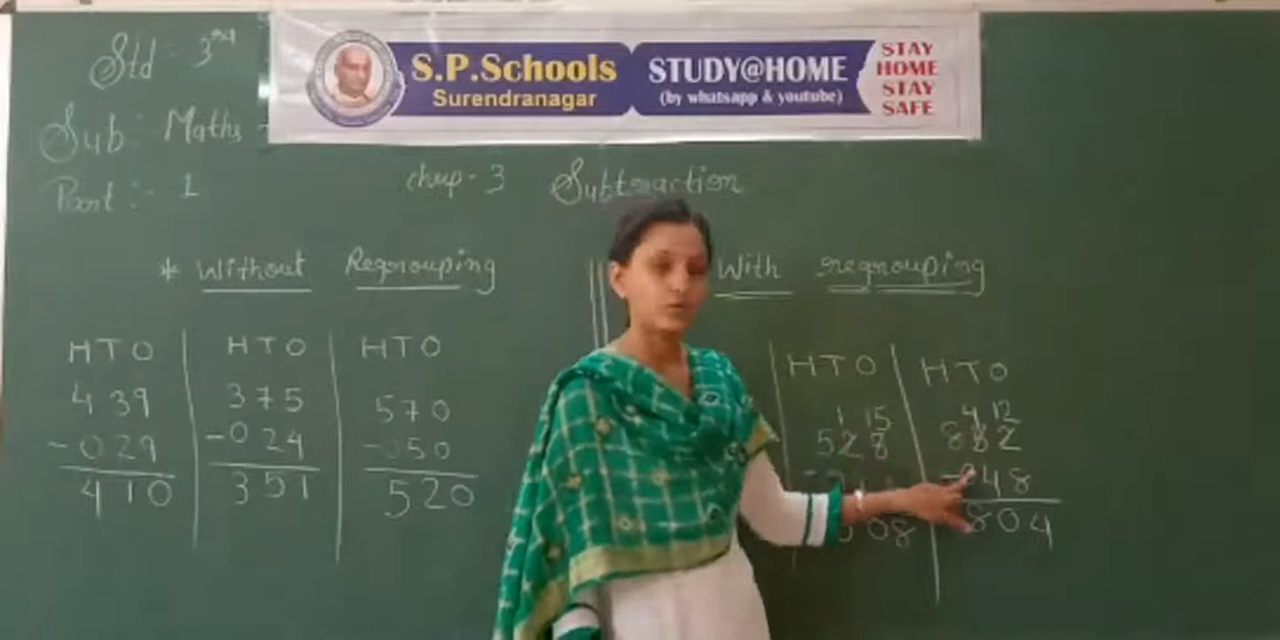 Std : 3rd
Sub: Maths
Part :- 1
S.P.Schools
Surendranagar
STUDY@HOME
(by whatsapp & youtube)
STAY
HOME
STAY
SAFE
chap - 3 Subtraction
* Without Regrouping
With regrouping
H T O
4 3 9
- 0 2 9
4 1 0
H T O
3 7 5
- 0 2 4
3 5 1
H T O
5 7 0
- 0 5 0
5 2 0
H T O
1 15
5 2 8
0 8
H T O
4 12
8 2
4 8
8 0 4